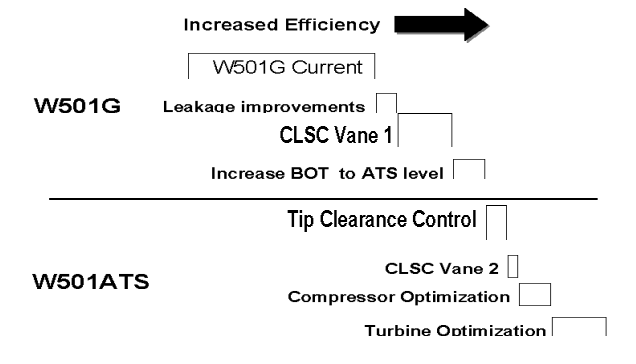 Increased Efficiency
W501G Current
W501G
Leakage improvements
CLSC Vane 1
Increase BOT to ATS level
Tip Clearance Control
W501ATS
CLSC Vane 2
Compressor Optimization
Turbine Optimization